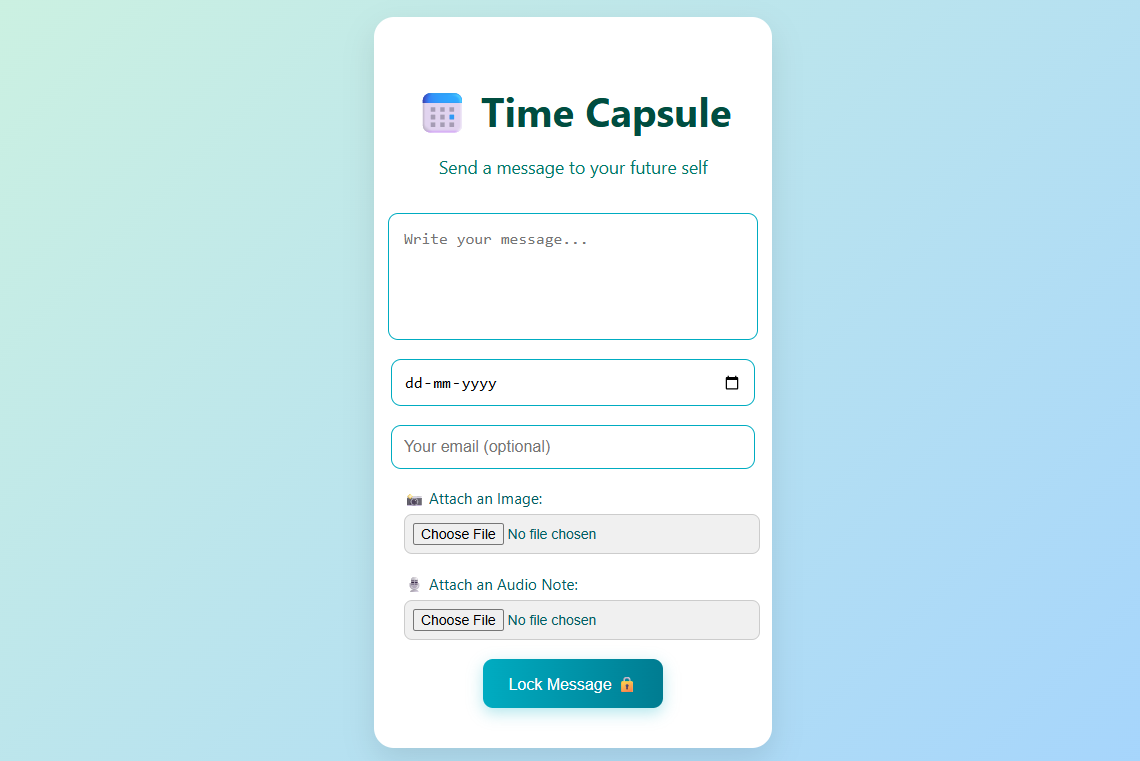 Time Capsule
Send a message to your future self
Write your message...
dd-mm-yyyy
Your email (optional)
Attach an Image:
Choose File No file chosen
Attach an Audio Note:
Choose File No file chosen
Lock Message